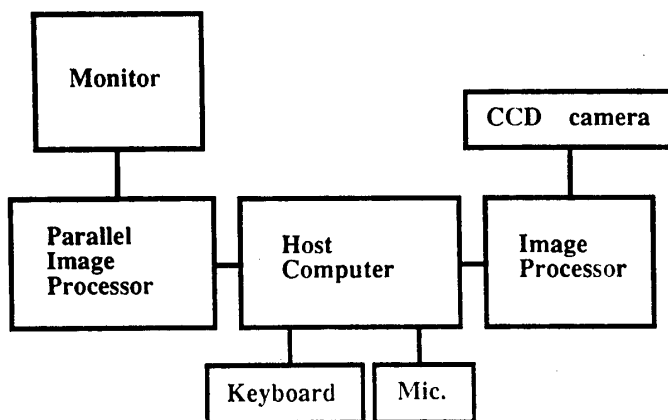 Monitor
CCD camera
Parallel
Image
Processor
Host
Computer
Image
Processor
Keyboard
Mic.